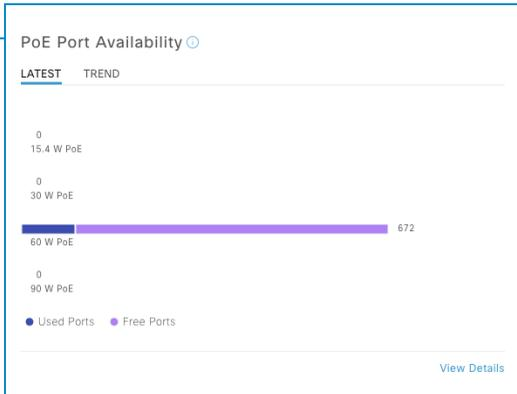 PoE Port Availability
LATEST TREND
0
15.4 W PoE
0
30 W PoE
672
60 W PoE
0
90 W PoE
Used Ports Free Ports
View Details